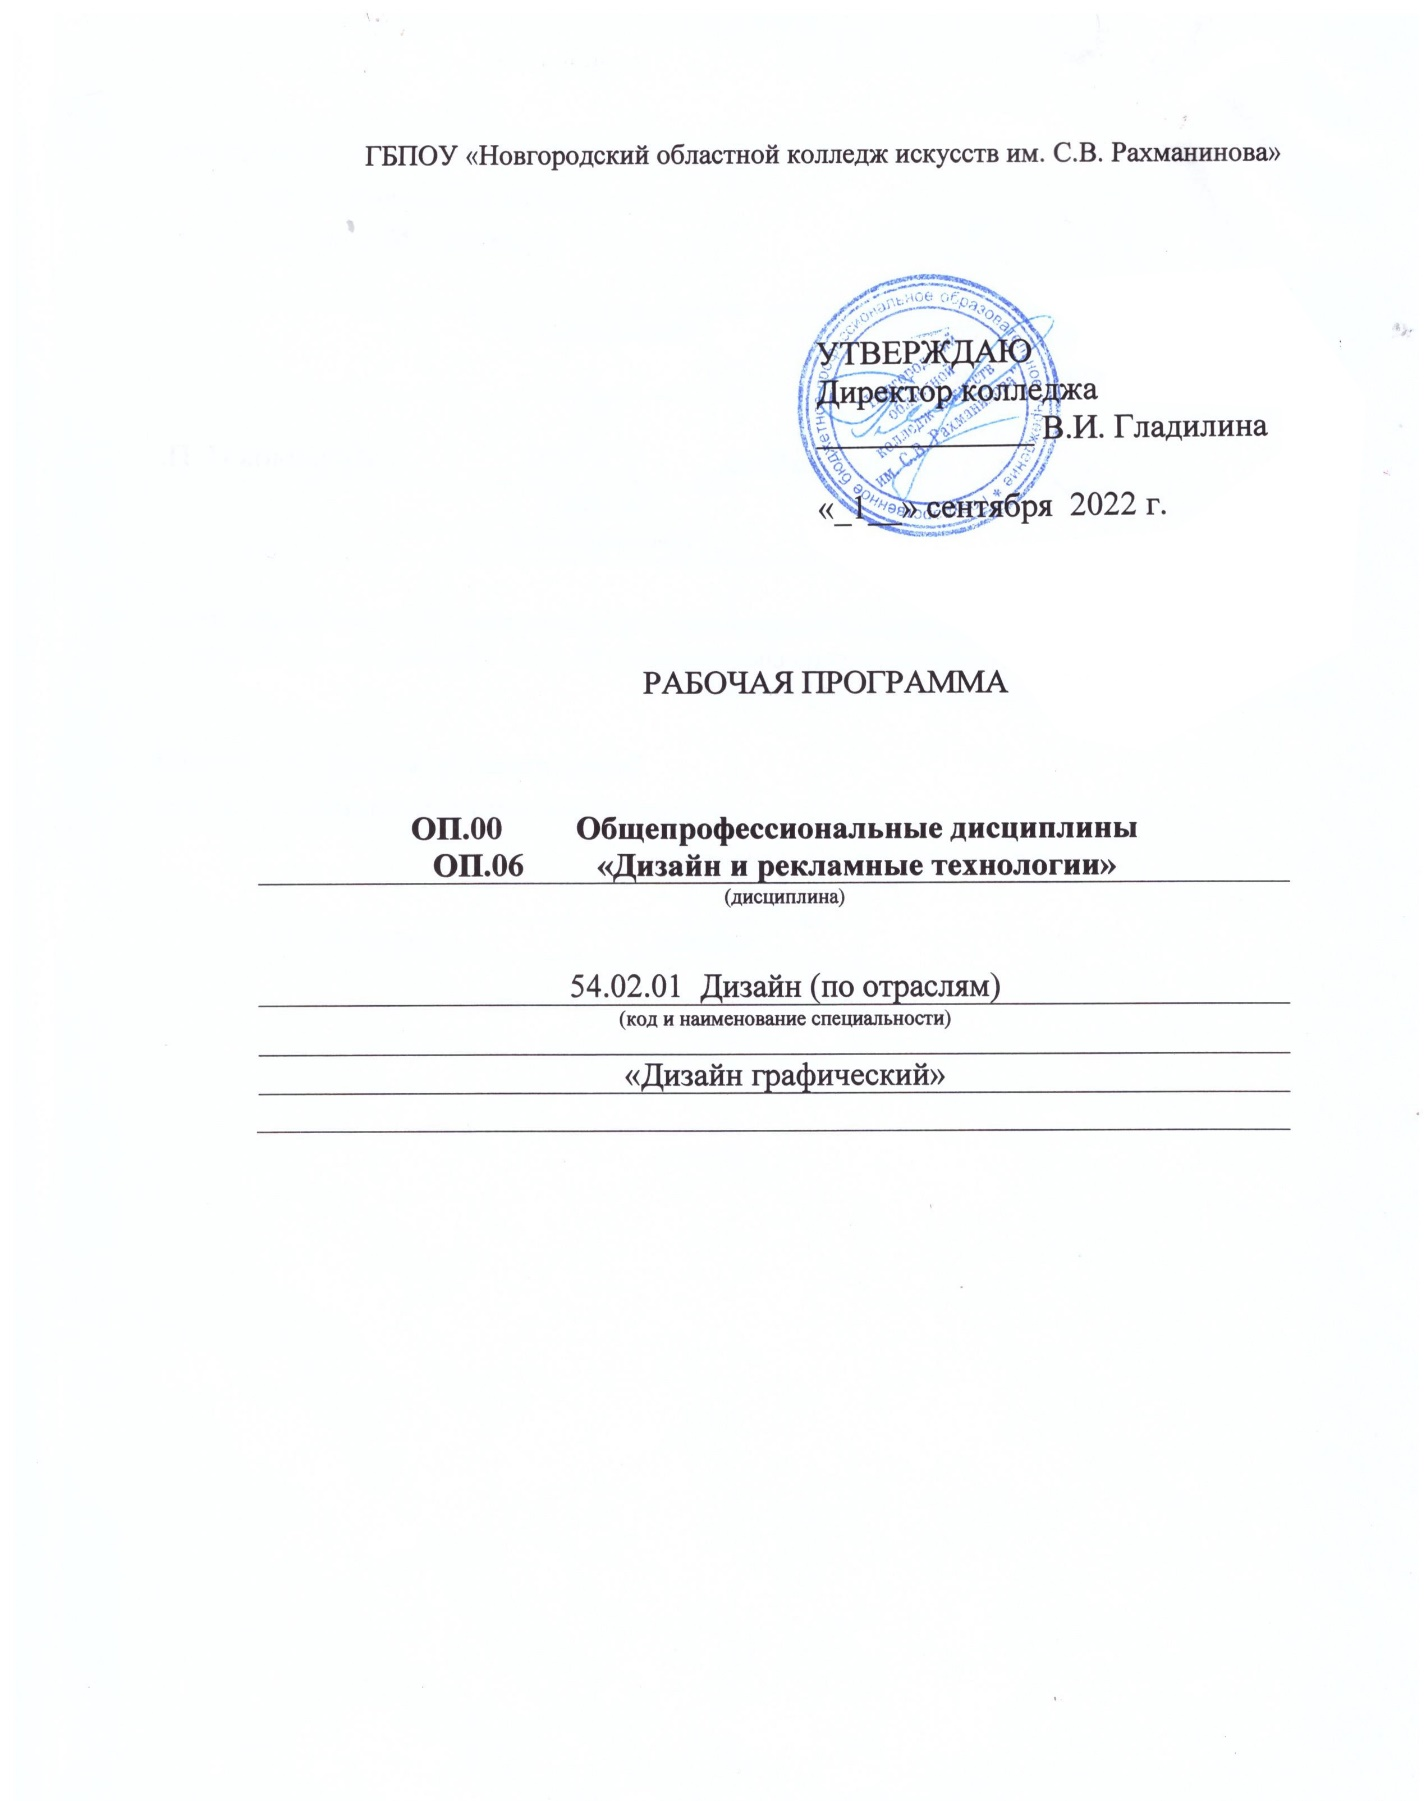 ГБПОУ «Новгородский областной колледж искусств им. С.В. Рахманинова»
УТВЕРЖДАЮ
Директор колледжа
_____________ В.И. Гладилина
«_1__» сентября 2022 г.
РАБОЧАЯ ПРОГРАММА
ОП.00 Общепрофессиональные дисциплины
ОП.06 «Дизайн и рекламные технологии»
(дисциплина)
54.02.01 Дизайн (по отраслям)
(код и наименование специальности)
«Дизайн графический»